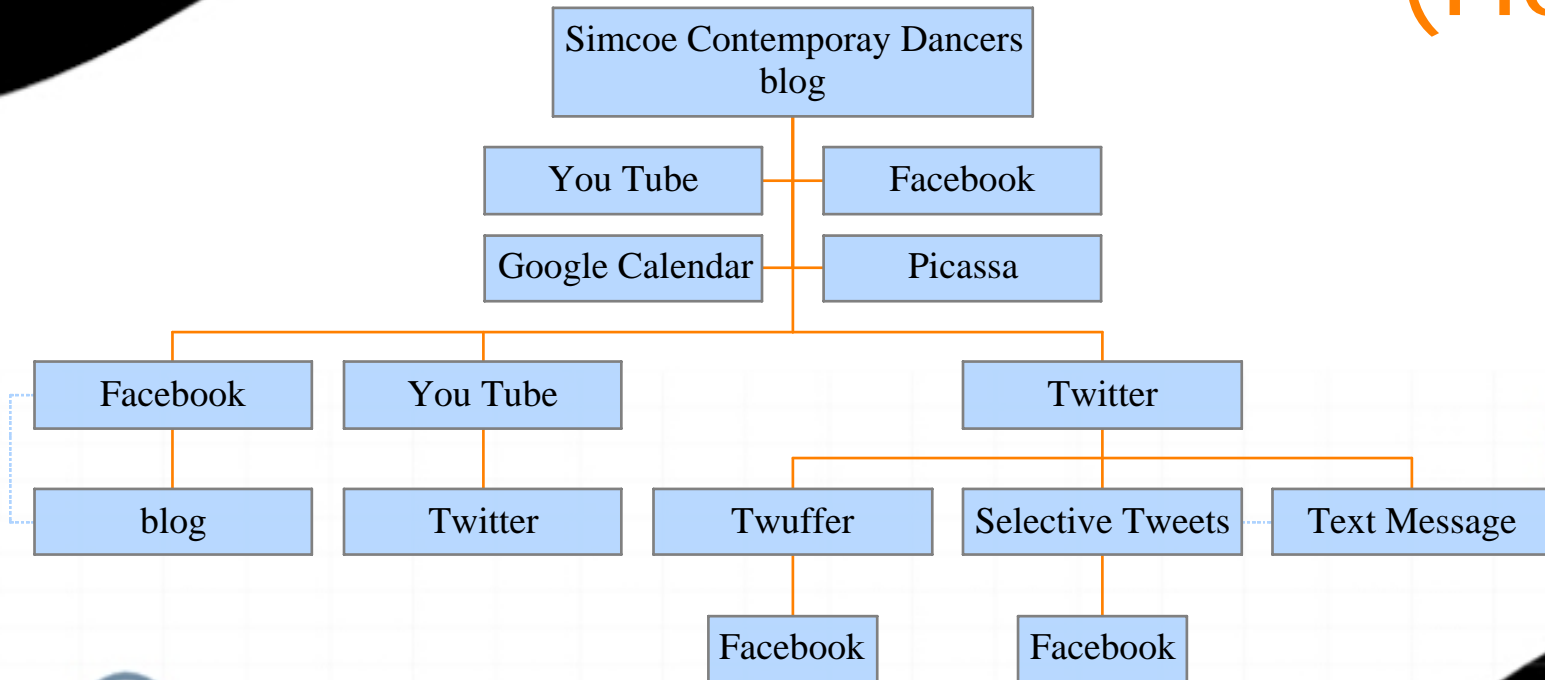 Simcoe Contemporay Dancers
blog
You Tube
Facebook
Google Calendar
Picassa
Facebook
You Tube
Twitter
blog
Twitter
Twuffer
Selective Tweets
Text Message
Facebook
Facebook